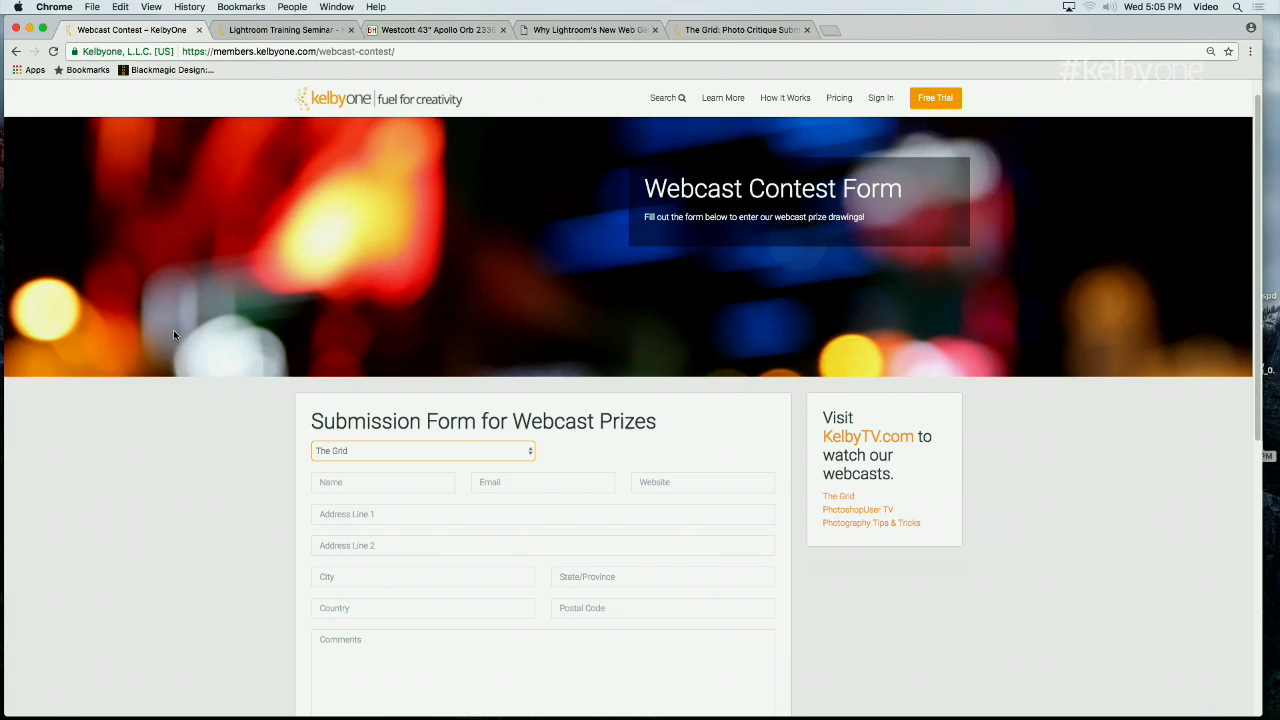 Chrome File Edit View History Bookmarks People Window Help Wed 5:05 PM Video
Webcast Contest – KelbyOne Lightroom Training Seminar - Westcott 43" Apollo Orb 2336 Why Lightroom's New Web Ga The Grid: Photo Critique Subm
Kelbyone, L.L.C. [US] https://members.kelbyone.com/webcast-contest/
Apps Bookmarks Blackmagic Design:...
#kelbyone
kelbyone fuel for creativity
Search Learn More How It Works Pricing Sign In Free Trial
Webcast Contest Form
Fill out the form below to enter our webcast prize drawings!
Submission Form for Webcast Prizes
The Grid
Name Email Website
Address Line 1
Address Line 2
City State/Province
Country Postal Code
Comments
Visit
KelbyTV.com to
watch our
webcasts.
The Grid
PhotoshopUser TV
Photography Tips & Tricks
spd
_0.
PM